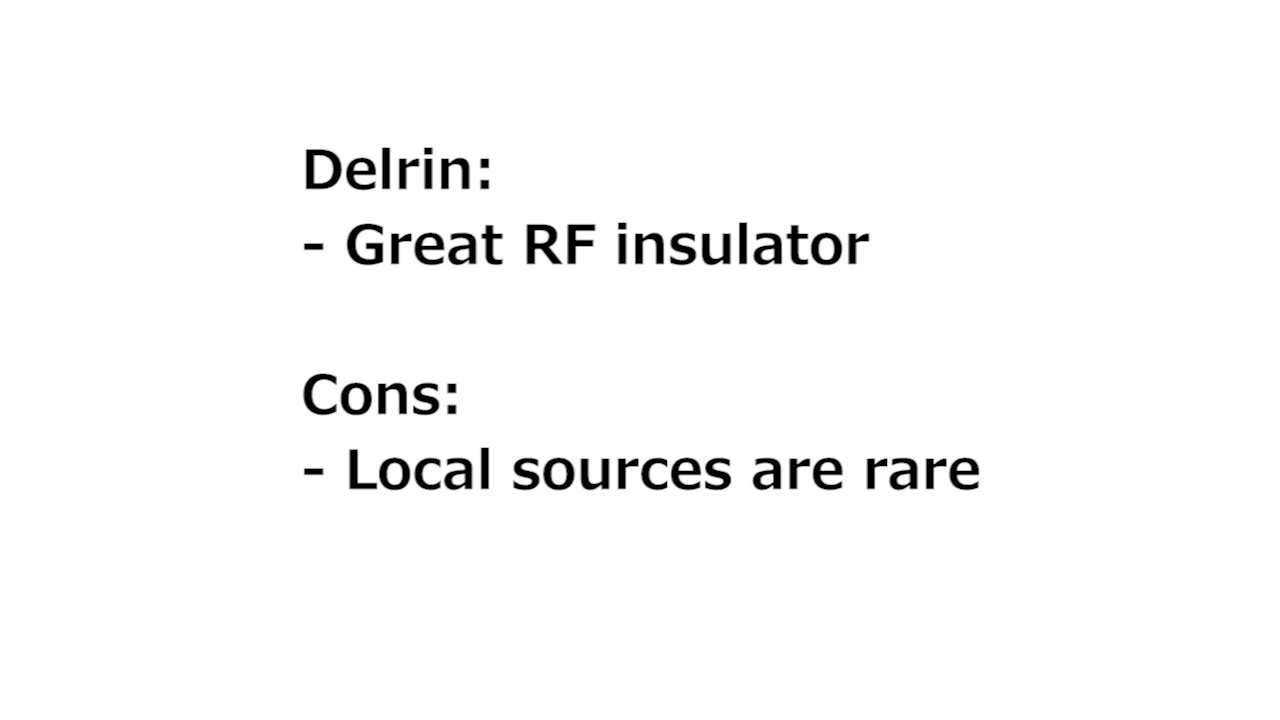 Delrin:
- Great RF insulator
Cons:
- Local sources are rare